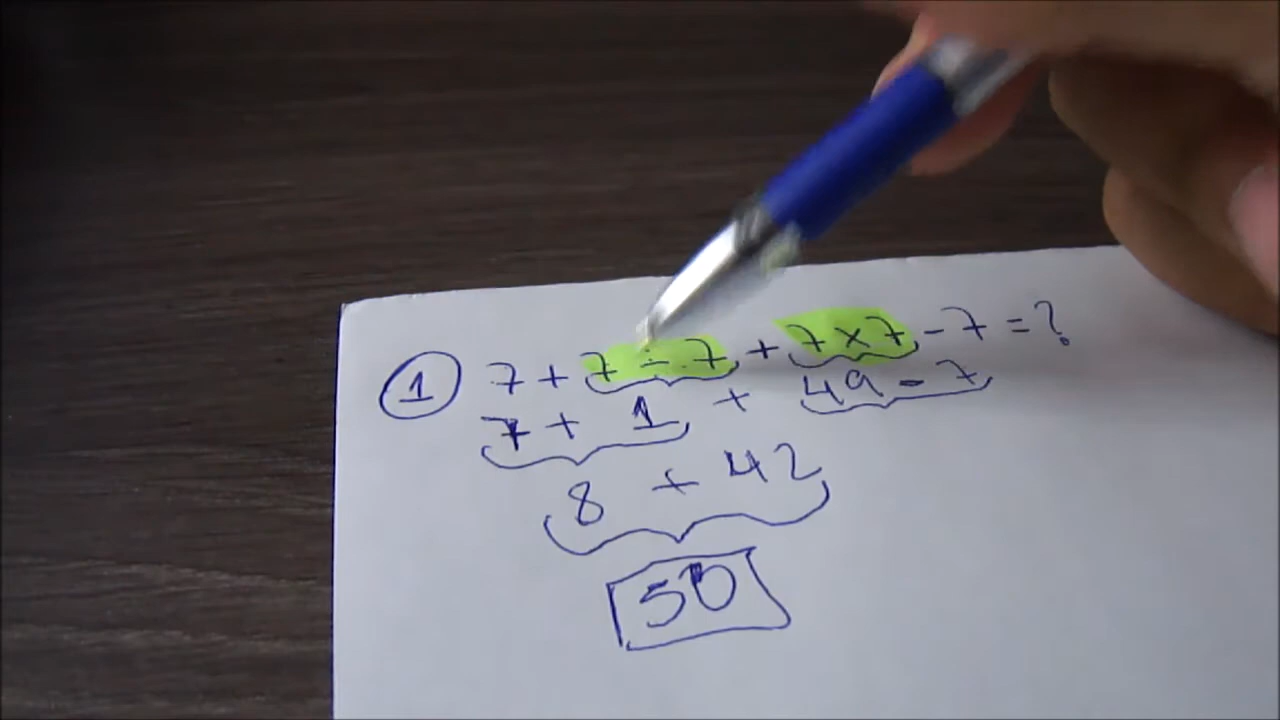 ① 7 + 7 ÷ 7 + 7 × 7 - 7 = ?
7 + 1 + 49 - 7
8 + 42
50